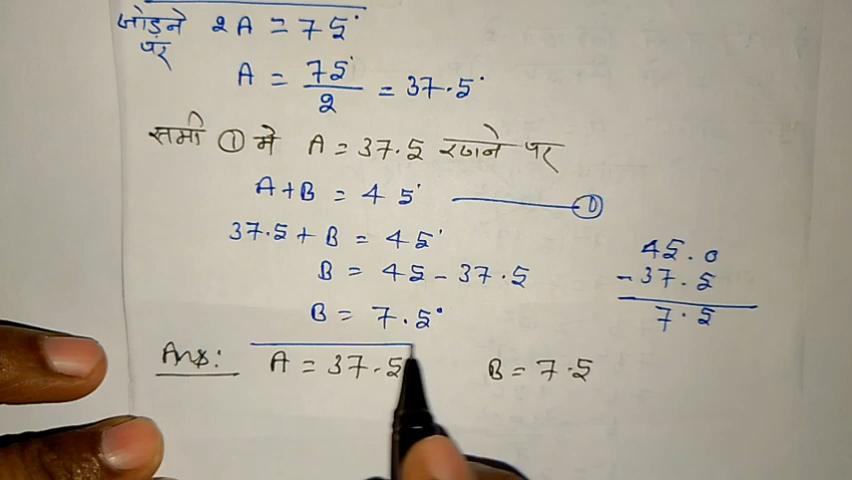 जोड़ने पर 2A = 75°
A = 75°/2 = 37.5°
समी ① में A = 37.5 रखने पर
A+B = 45° ——— ①
37.5 + B = 45°
B = 45 - 37.5
B = 7.5°
45.0
-37.5
7.5
Ans: A = 37.5 B = 7.5